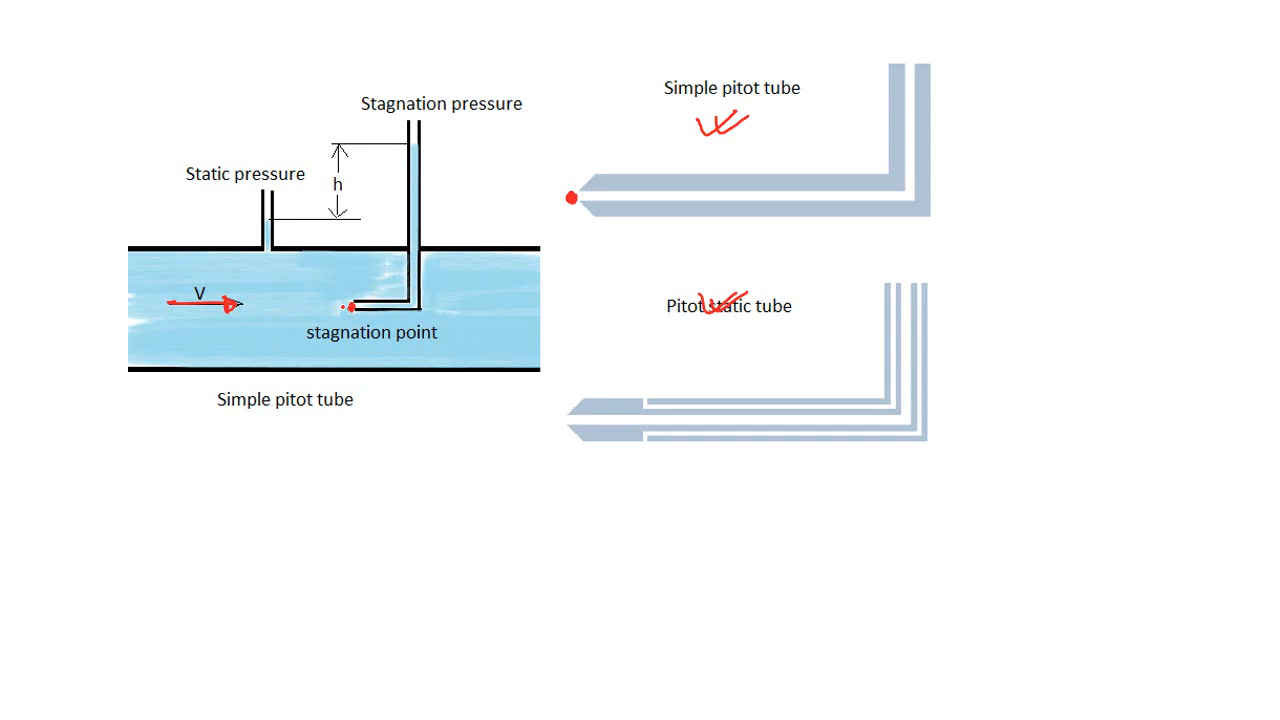 Stagnation pressure
Static pressure
h
V
stagnation point
Simple pitot tube
Simple pitot tube
Pitot static tube